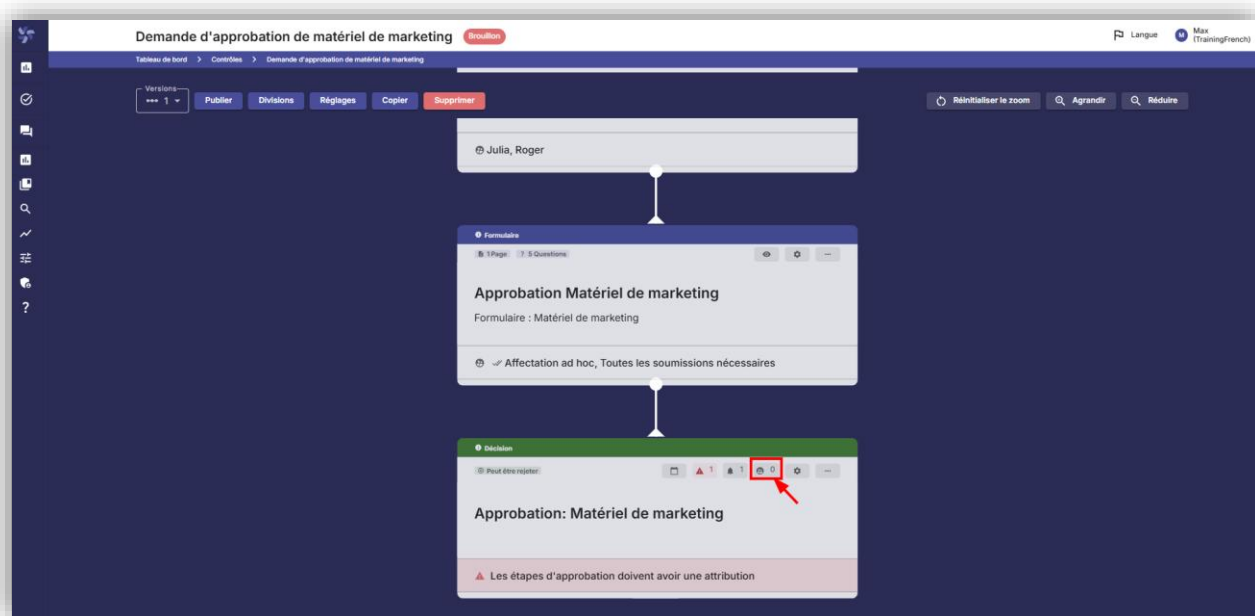 Demande d'approbation de matériel de marketing Brouillon
Langue
M Max
(TrainingFrench)
Tableau de bord > Contrôles > Demande d'approbation de matériel de marketing
Versions
1
Publier Divisions Réglages Copier Supprimer
Réinitialiser le zoom Agrandir Réduire
Julia, Roger
Formulaire
1 Page ? 5 Questions
Approbation Matériel de marketing
Formulaire : Matériel de marketing
Affectation ad hoc, Toutes les soumissions nécessaires
Décision
Peut être rejeter
1 1 0
Approbation: Matériel de marketing
Les étapes d'approbation doivent avoir une attribution
?